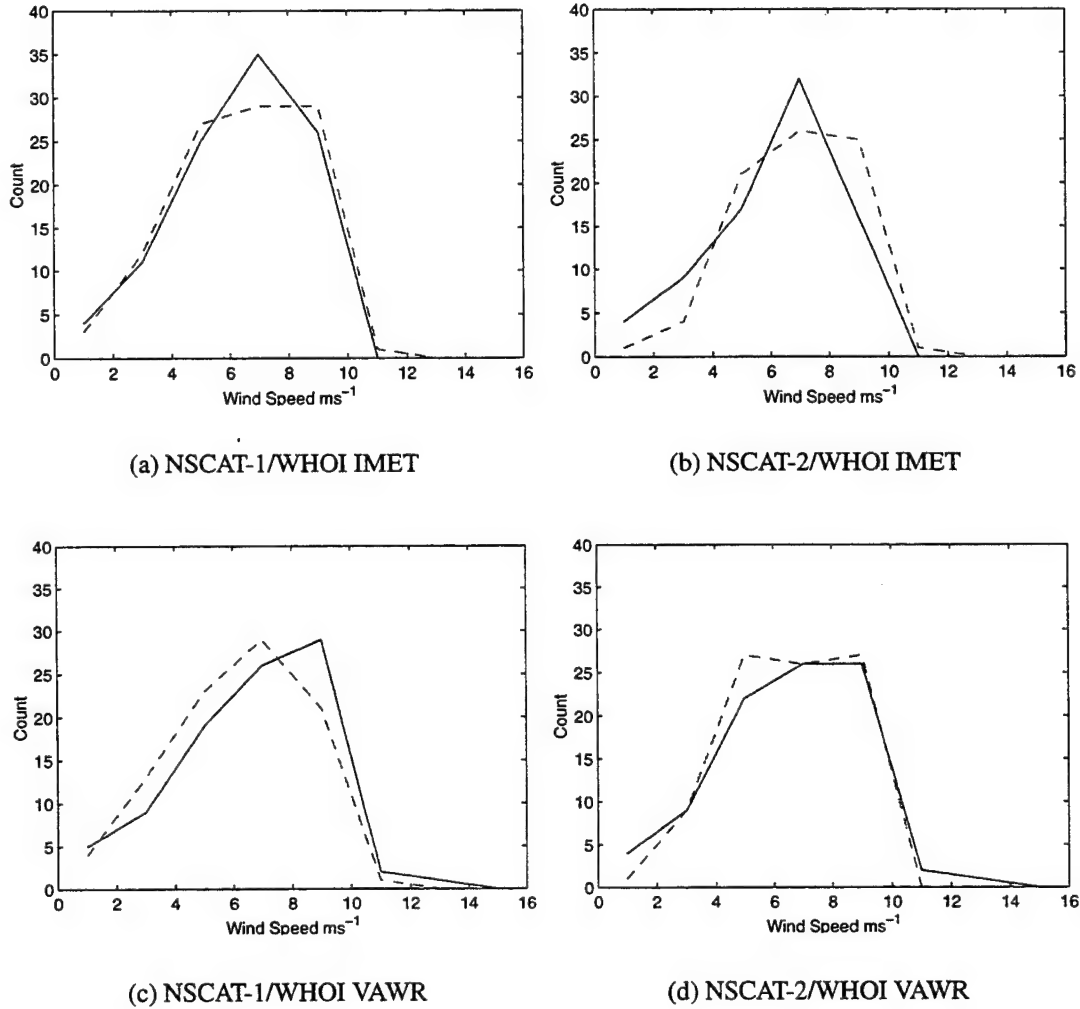 40
35
30
25
20
15
10
5
0
Count
0 2 4 6 8 10 12 14 16
Wind Speed ms⁻¹
(a) NSCAT-1/WHOI IMET
40
35
30
25
20
15
10
5
0
Count
0 2 4 6 8 10 12 14 16
Wind Speed ms⁻¹
(b) NSCAT-2/WHOI IMET
40
35
30
25
20
15
10
5
0
Count
0 2 4 6 8 10 12 14 16
Wind Speed ms⁻¹
(c) NSCAT-1/WHOI VAWR
40
35
30
25
20
15
10
5
0
Count
0 2 4 6 8 10 12 14 16
Wind Speed ms⁻¹
(d) NSCAT-2/WHOI VAWR